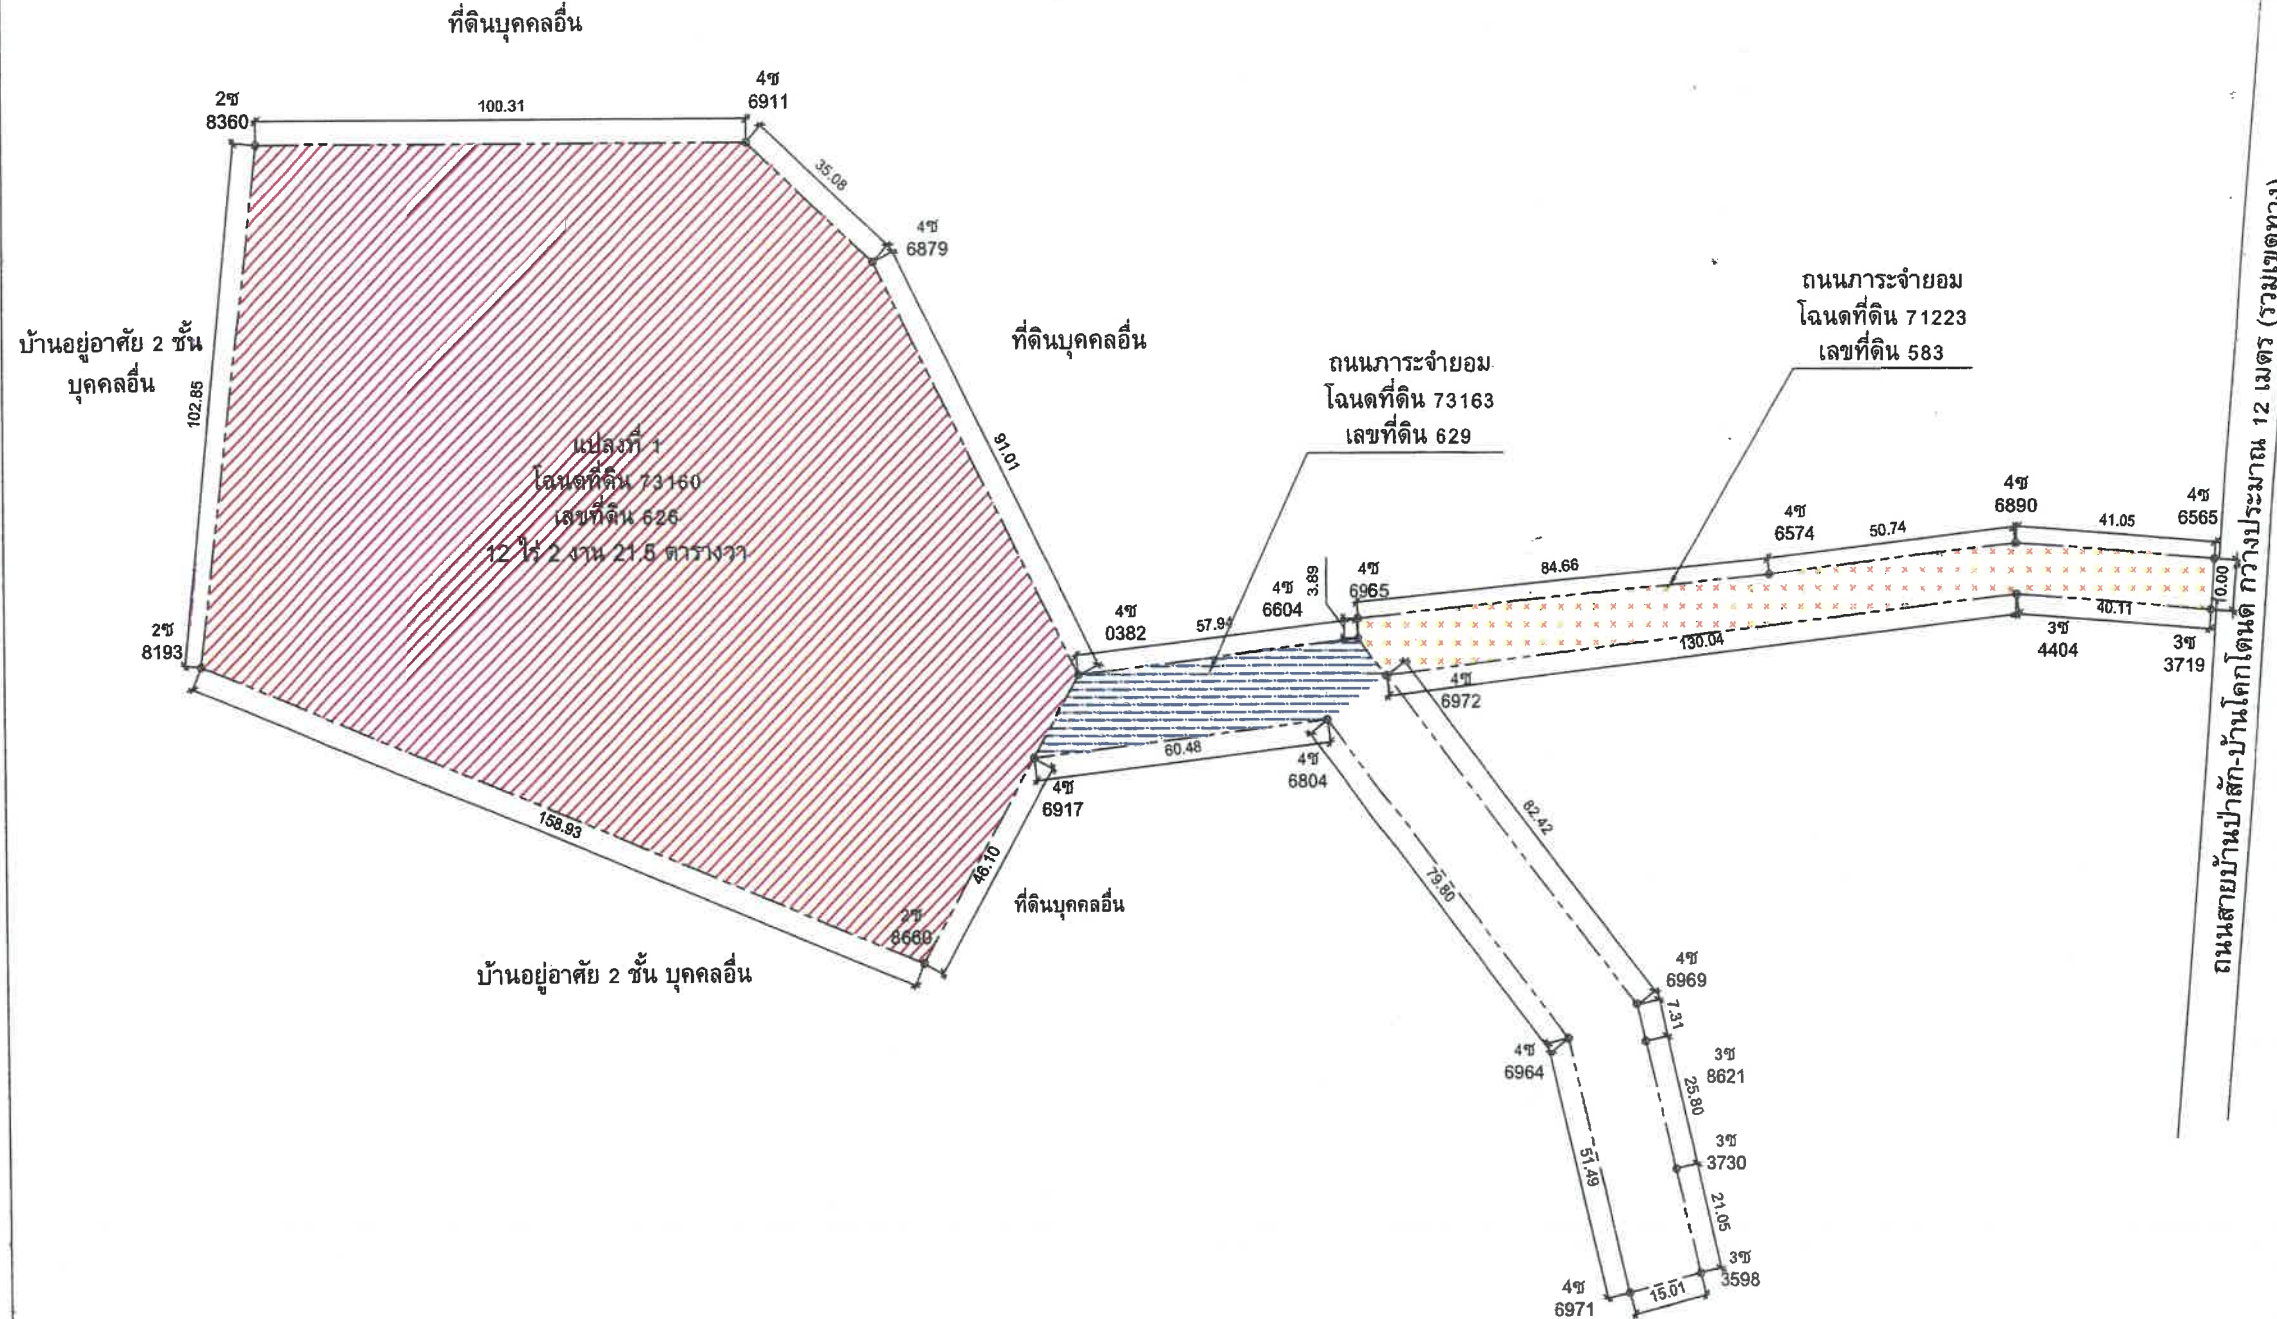 ที่ดินบุคคลอื่น
4ซ
6911
2ซ
8360
100.31
35.08
4ซ
6879
บ้านอยู่อาศัย 2 ชั้น
บุคคลอื่น
102.85
ที่ดินบุคคลอื่น
91.01
แปลงที่ 1
โฉนดที่ดิน 73160
เลขที่ดิน 626
12 ไร่ 2 งาน 21.5 ตารางวา
ถนนภาระจำยอม
โฉนดที่ดิน 73163
เลขที่ดิน 629
ถนนภาระจำยอม
โฉนดที่ดิน 71223
เลขที่ดิน 583
4ซ
6574
50.74
4ซ
6890
41.05
4ซ
6565
84.66
3.89
4ซ
6965
4ซ
6604
57.94
4ซ
0382
10.00
40.11
3ซ
4404
3ซ
3719
130.04
4ซ
6972
2ซ
8193
158.93
60.48
4ซ
6804
4ซ
6917
46.10
2ซ
8660
ที่ดินบุคคลอื่น
บ้านอยู่อาศัย 2 ชั้น บุคคลอื่น
82.42
79.80
4ซ
6969
7.31
4ซ
6964
3ซ
8621
25.80
3ซ
3730
51.49
21.05
3ซ
3598
4ซ
6971
15.01
ถนนสายบ้านป่าสัก-บ้านโคกโตนด กว้างประมาณ 12 เมตร (รวมเขตทาง)